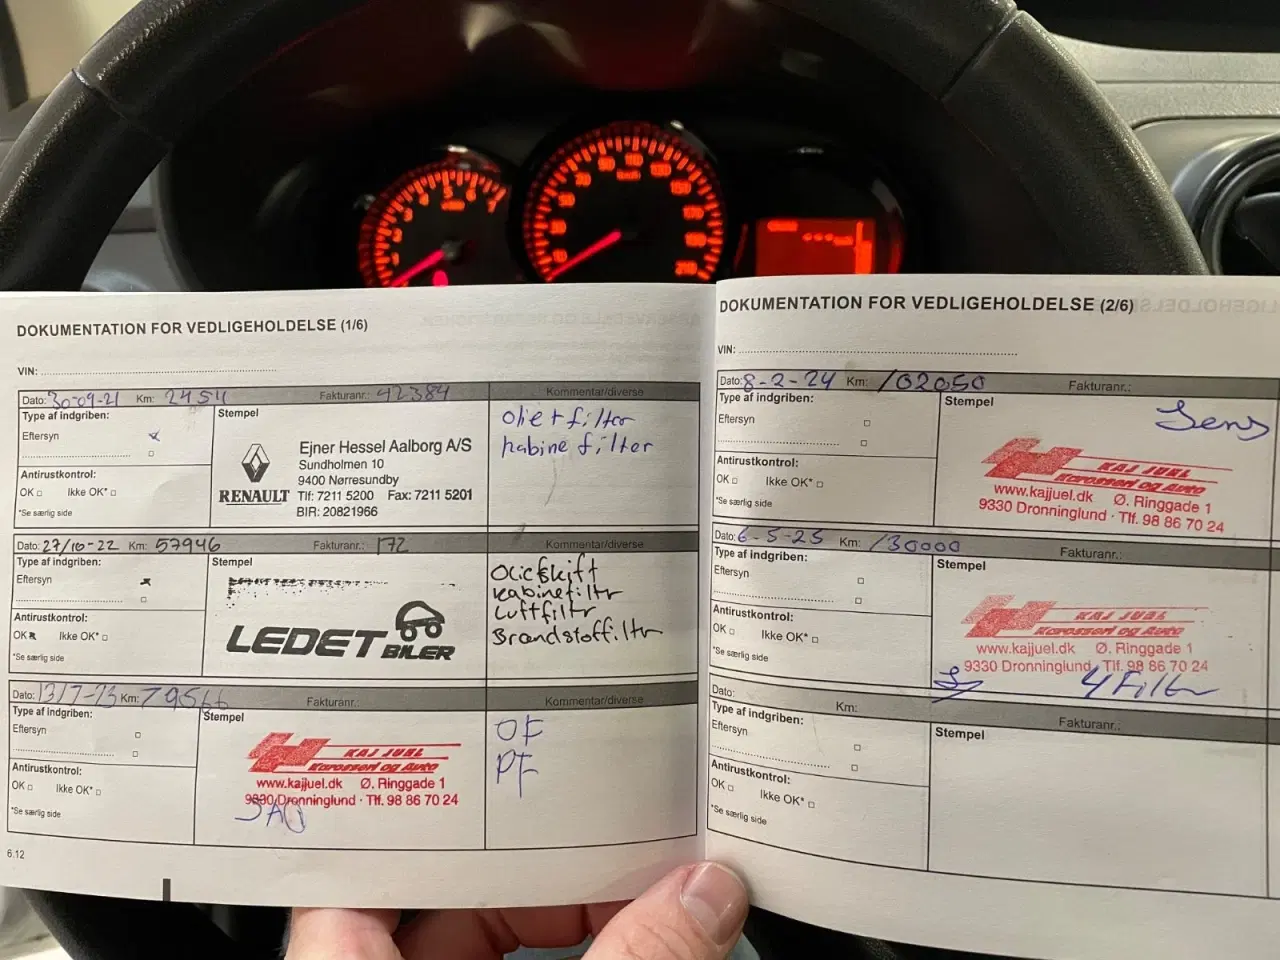 DOKUMENTATION FOR VEDLIGEHOLDELSE (1/6)
VIN:
Dato: 30-09-21 Km: 2454 Fakturanr.: 42384 Kommentar/diverse
Type af indgriben:
Eftersyn
Antirustkontrol:
OK Ikke OK*
*Se særlig side
Stempel
Ejner Hessel Aalborg A/S
Sundholmen 10
9400 Nørresundby
RENAULT Tlf: 7211 5200 Fax: 7211 5201
BIR: 20821966
oliet filter
kabine filter
Dato: 27/10-22 Km: 57946 Fakturanr.: 172 Kommentar/diverse
Type af indgriben:
Eftersyn
Antirustkontrol:
OK Ikke OK*
*Se særlig side
Stempel
LEDET BILER
Olieskift
Kabinefiltr
Luftfiltr
Brændstoffiltr
Dato: 13/7-23 Km: 79566 Fakturanr.: Kommentar/diverse
Type af indgriben:
Eftersyn
Antirustkontrol:
OK Ikke OK*
*Se særlig side
Stempel
KAJ JUEL
Karosseri og Auto
www.kajjuel.dk Ø. Ringgade 1
9330 Dronninglund · Tlf. 98 86 70 24
OF
PF
6.12
DOKUMENTATION FOR VEDLIGEHOLDELSE (2/6)
VIN:
Dato: 8-2-24 Km: 102050 Fakturanr.:
Type af indgriben:
Eftersyn
Antirustkontrol:
OK Ikke OK*
*Se særlig side
Stempel
Jens
KAJ JUEL
Karosseri og Auto
www.kajjuel.dk Ø. Ringgade 1
9330 Dronninglund · Tlf. 98 86 70 24
Dato: 6-5-25 Km: 130000 Fakturanr.:
Type af indgriben:
Eftersyn
Antirustkontrol:
OK Ikke OK*
*Se særlig side
Stempel
KAJ JUEL
Karosseri og Auto
www.kajjuel.dk Ø. Ringgade 1
9330 Dronninglund Tlf. 98 86 70 24
4 Filtr
Dato: Km: Fakturanr.:
Type af indgriben:
Eftersyn
Antirustkontrol:
OK Ikke OK*
*Se særlig side
Stempel